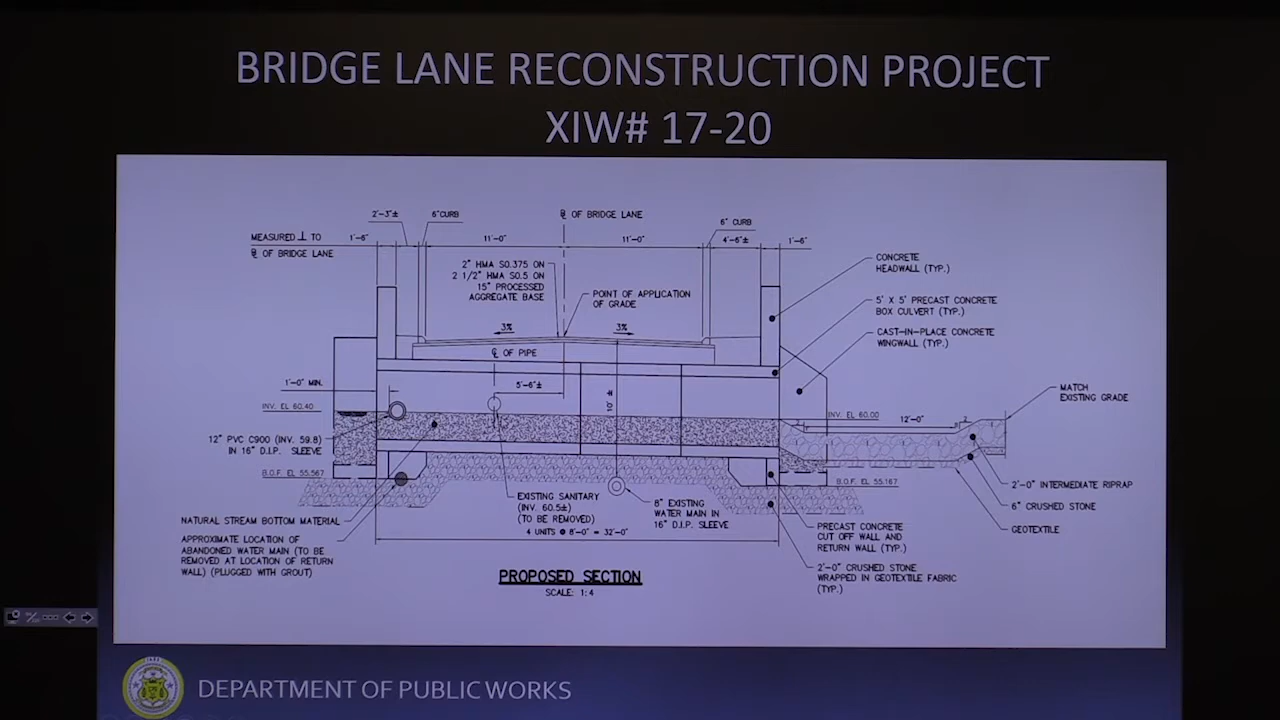 BRIDGE LANE RECONSTRUCTION PROJECT
XIW# 17-20
2'-3"±
6"CURB
℄ OF BRIDGE LANE
6" CURB
MEASURED ⊥ TO
℄ OF BRIDGE LANE
1'-6"
11'-0"
11'-0"
4'-6"±
1'-6"
2" HMA S0.375 ON
2 1/2" HMA S0.5 ON
15" PROCESSED
AGGREGATE BASE
POINT OF APPLICATION
OF GRADE
CONCRETE
HEADWALL (TYP.)
5' X 5' PRECAST CONCRETE
BOX CULVERT (TYP.)
CAST-IN-PLACE CONCRETE
WINGWALL (TYP.)
3%
3%
℄ OF PIPE
1'-0" MIN.
5'-6"±
10' ±
MATCH
EXISTING GRADE
INV. EL 60.40
INV. EL 60.00
12'-0"
2
12" PVC C900 (INV. 59.8)
IN 16" D.I.P. SLEEVE
B.O.F. EL 55.567
B.O.F. EL 55.167
2'-0" INTERMEDIATE RIPRAP
6" CRUSHED STONE
GEOTEXTILE
NATURAL STREAM BOTTOM MATERIAL
APPROXIMATE LOCATION OF
ABANDONED WATER MAIN (TO BE
REMOVED AT LOCATION OF RETURN
WALL) (PLUGGED WITH GROUT)
EXISTING SANITARY
(INV. 60.5±)
(TO BE REMOVED)
8" EXISTING
WATER MAIN IN
16" D.I.P. SLEEVE
4 UNITS @ 8'-0" = 32'-0"
PRECAST CONCRETE
CUT OFF WALL AND
RETURN WALL (TYP.)
2'-0" CRUSHED STONE
WRAPPED IN GEOTEXTILE FABRIC
(TYP.)
PROPOSED SECTION
SCALE: 1:4
DEPARTMENT OF PUBLIC WORKS